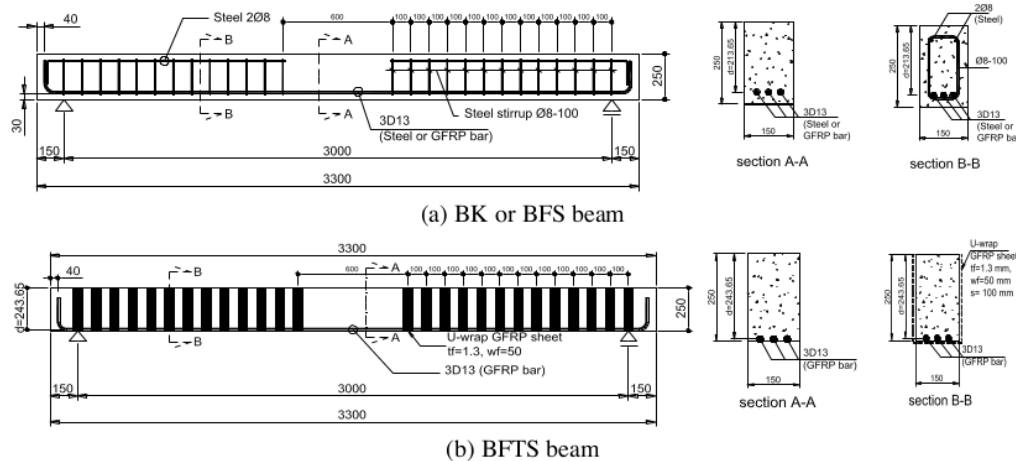 Steel 2Ø8
40
B
A
600
100 100 100 100 100 100 100 100 100 100 100 100
250
30
B
A
Steel stirrup Ø8-100
3D13
(Steel or GFRP bar)
150
3000
150
3300
250
d=213.65
3D13
(Steel or
GFRP bar)
150
section A-A
2Ø8
(Steel)
250
d=213.65
Ø8-100
3D13
(Steel or
GFRP bar
150
section B-B
(a) BK or BFS beam
3300
40
B
600
A
100 100 100 100 100 100 100 100 100 100 100 100
d=243.65
250
B
A
U-wrap GFRP sheet
tf=1.3, wf=50
3D13 (GFRP bar)
150
3000
150
3300
250
d=243.65
3D13
(GFRP bar)
150
section A-A
U-wrap
GFRP sheet
tf=1.3 mm,
wf=50 mm
s= 100 mm
250
d=243.65
3D13
(GFRP bar)
150
section B-B
(b) BFTS beam